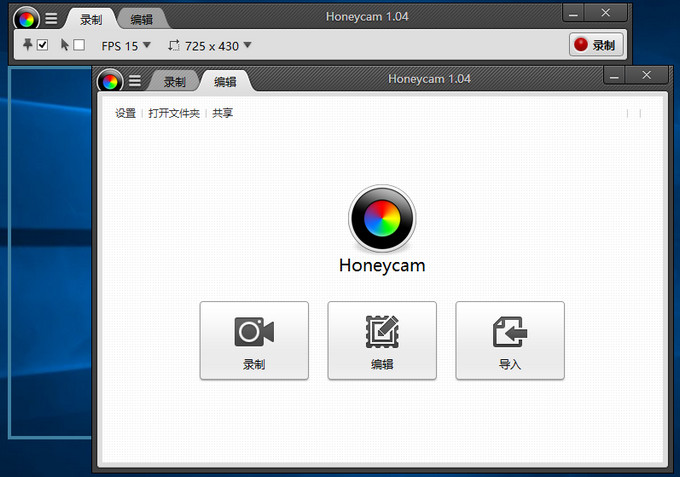 录制 编辑 Honeycam 1.04
FPS 15 725 x 430 录制
录制 编辑 Honeycam 1.04
设置 打开文件夹 共享
Honeycam
录制 编辑 导入